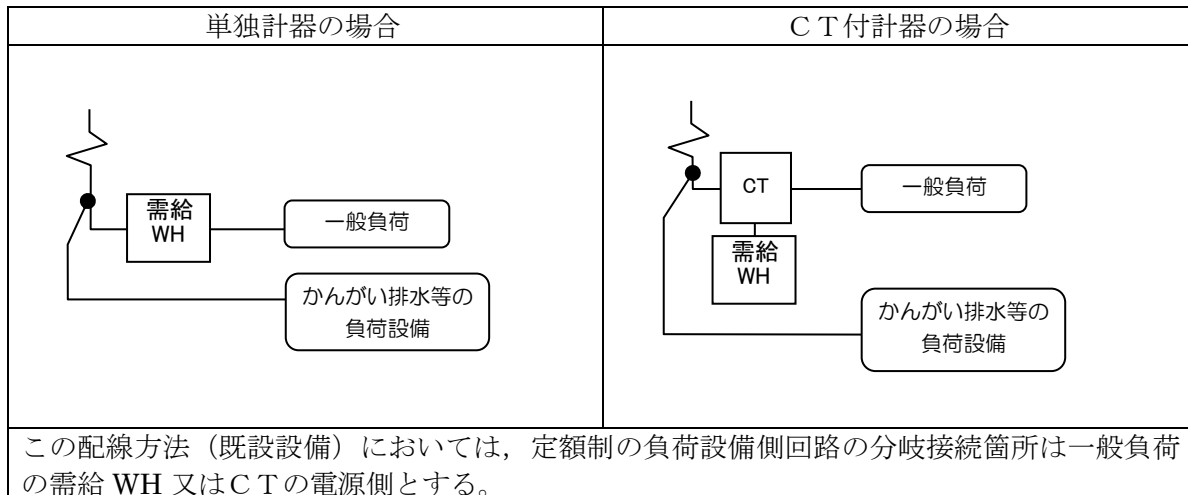 単独計器の場合
ＣＴ付計器の場合
需給
WH
一般負荷
かんがい排水等の
負荷設備
CT
一般負荷
需給
WH
かんがい排水等の
負荷設備
この配線方法（既設設備）においては，定額制の負荷設備側回路の分岐接続箇所は一般負荷
の需給 WH 又はＣＴの電源側とする。